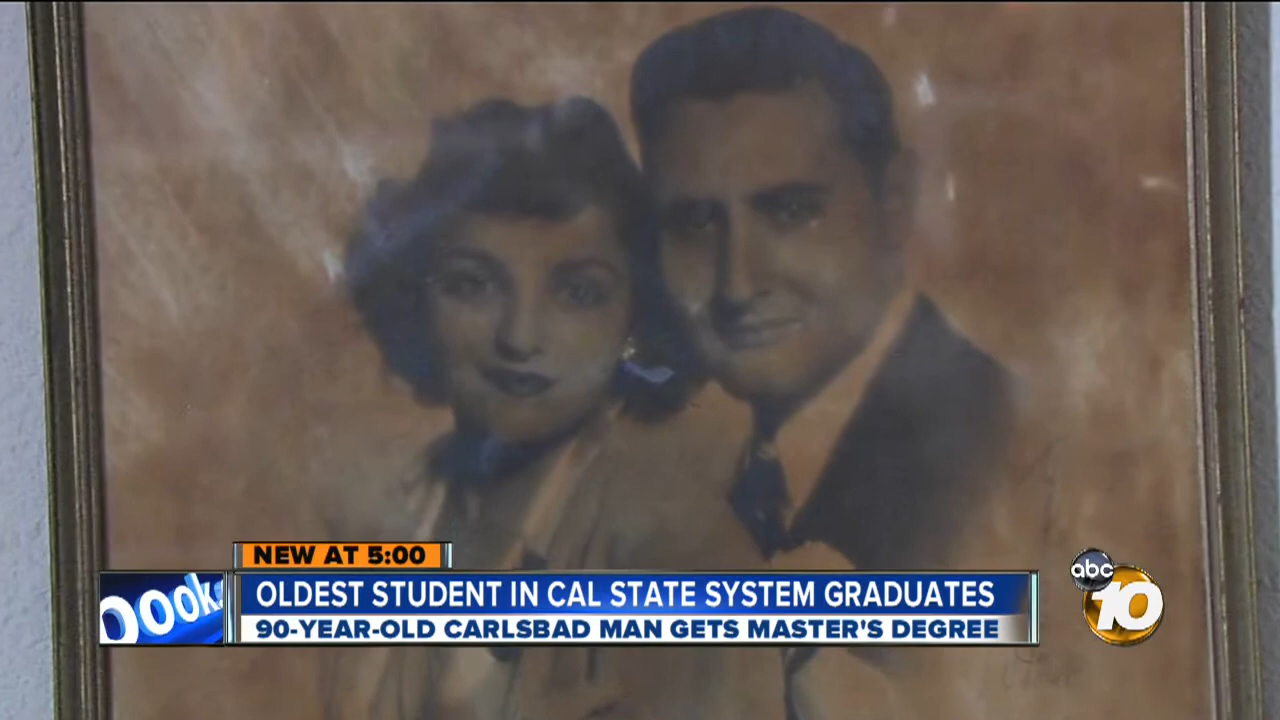 NEW AT 5:00
OLDEST STUDENT IN CAL STATE SYSTEM GRADUATES
90-YEAR-OLD CARLSBAD MAN GETS MASTER'S DEGREE
abc
10